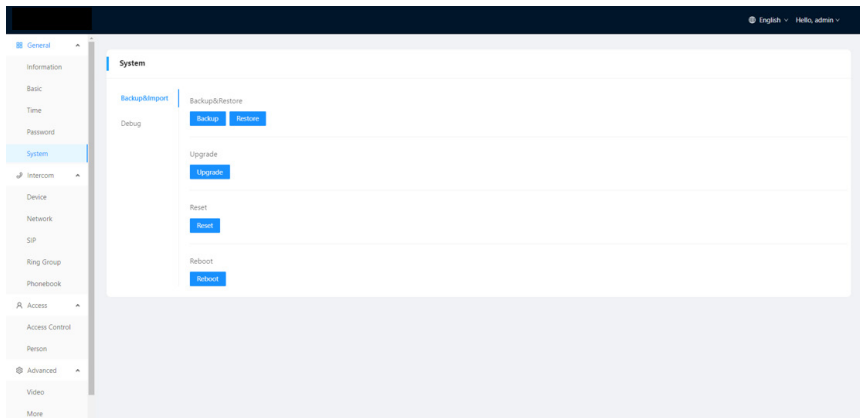 English Hello, admin
General
Information
Basic
Time
Password
System
Intercom
Device
Network
SIP
Ring Group
Phonebook
Access
Access Control
Person
Advanced
Video
More
System
Backup&Import
Debug
Backup&Restore
Backup Restore
Upgrade
Upgrade
Reset
Reset
Reboot
Reboot